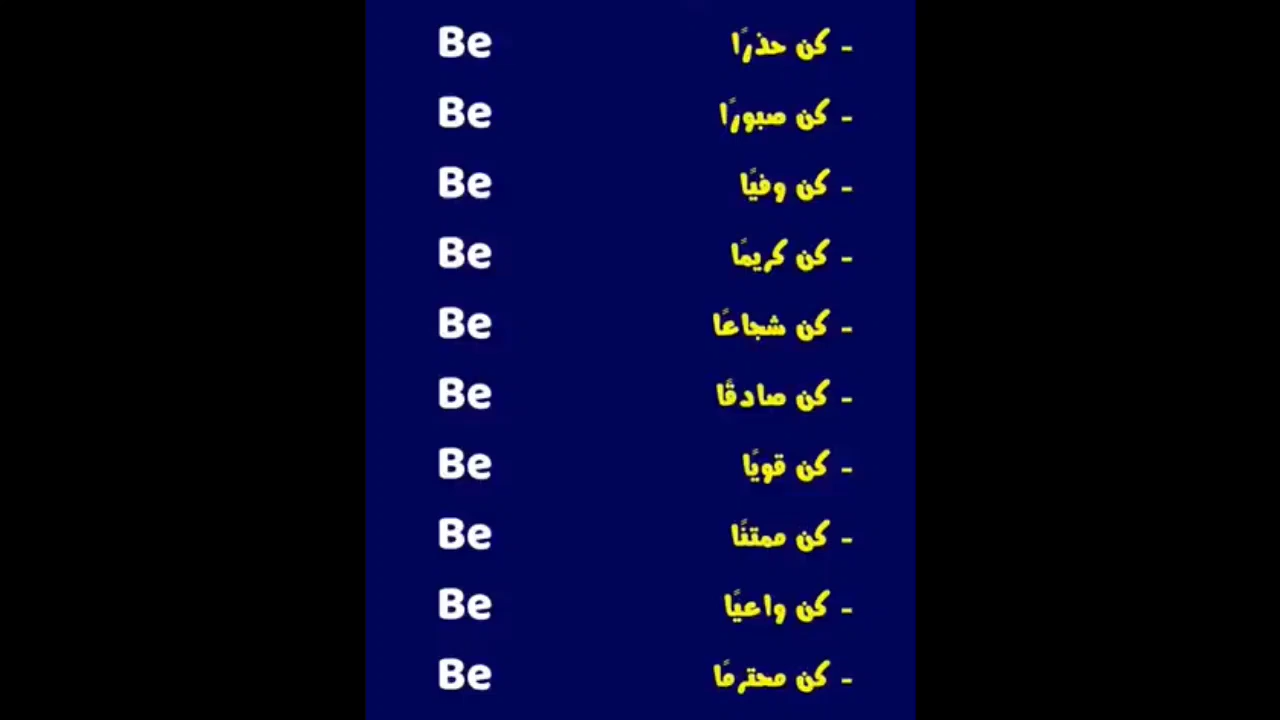 Be - كن حذرًا
Be - كن صبورًا
Be - كن وفيًا
Be - كن كريمًا
Be - كن شجاعًا
Be - كن صادقًا
Be - كن قويًا
Be - كن ممتنًا
Be - كن واعيًا
Be - كن محترمًا